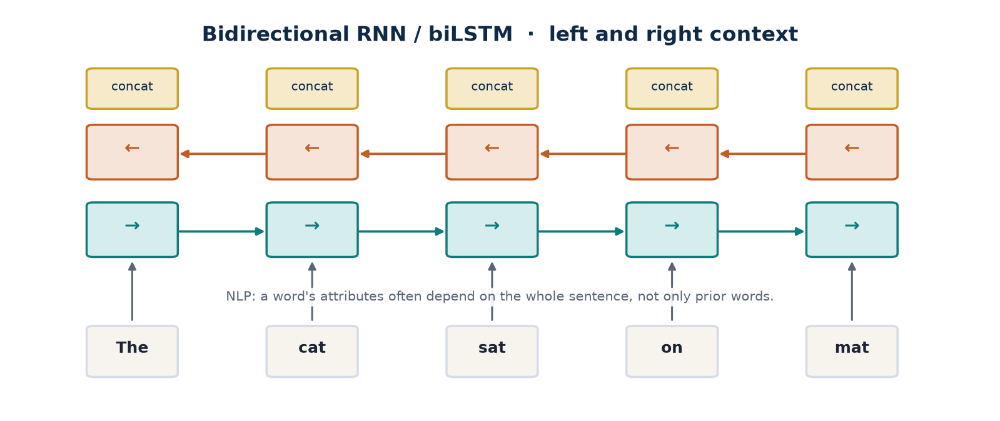 Bidirectional RNN / biLSTM · left and right context
concat concat concat concat concat
← ← ← ← ←
→ → → → →
NLP: a word's attributes often depend on the whole sentence, not only prior words.
The cat sat on mat